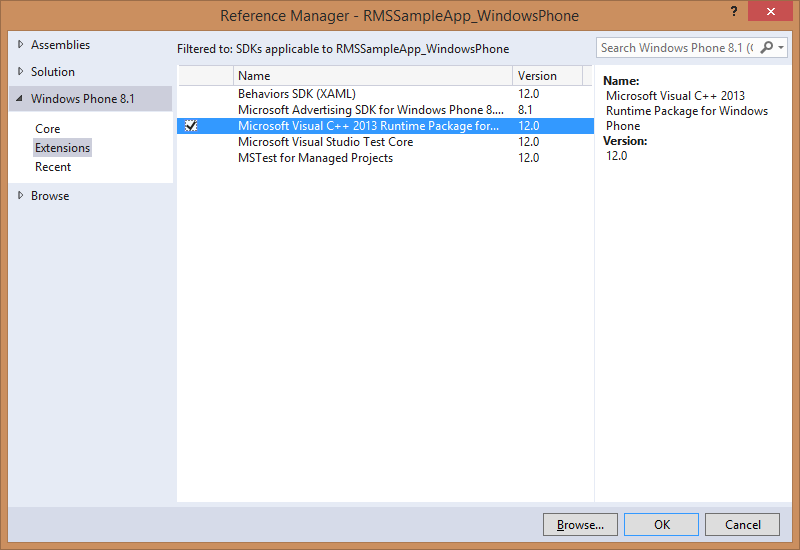 Reference Manager - RMSSampleApp_WindowsPhone
?
Assemblies
Solution
Windows Phone 8.1
Core
Extensions
Recent
Browse
Filtered to: SDKs applicable to RMSSampleApp_WindowsPhone
Search Windows Phone 8.1 (C
Name Version
Behaviors SDK (XAML) 12.0
Microsoft Advertising SDK for Windows Phone 8.... 8.1
Microsoft Visual C++ 2013 Runtime Package for... 12.0
Microsoft Visual Studio Test Core 12.0
MSTest for Managed Projects 12.0
Name:
Microsoft Visual C++ 2013
Runtime Package for Windows
Phone
Version:
12.0
Browse... OK Cancel